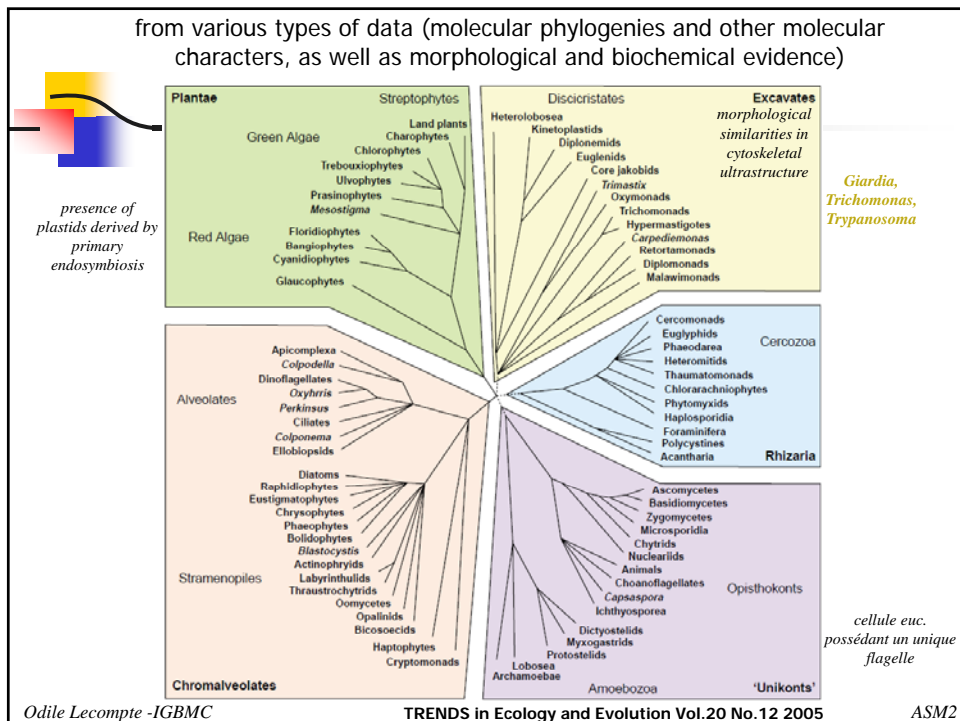 from various types of data (molecular phylogenies and other molecular
characters, as well as morphological and biochemical evidence)
Plantae
Streptophytes
Green Algae
Land plants
Charophytes
Chlorophytes
Trebouxiophytes
Ulvophytes
Prasinophytes
Mesostigma
Red Algae
Floridiophytes
Bangiophytes
Cyanidiophytes
Glaucophytes
presence of
plastids derived by
primary
endosymbiosis
Discicristates
Excavates
morphological
similarities in
cytoskeletal
ultrastructure
Heterolobosea
Kinetoplastids
Diplonemids
Euglenids
Core jakobids
Trimastix
Oxymonads
Trichomonads
Hypermastigotes
Carpediemonas
Retortamonads
Diplomonads
Malawimonads
Giardia,
Trichomonas,
Trypanosoma
Cercomonads
Euglyphids
Phaeodarea
Heteromitids
Thaumatomonads
Chlorarachniophytes
Phytomyxids
Haplosporidia
Foraminifera
Polycystines
Acantharia
Cercozoa
Rhizaria
Alveolates
Apicomplexa
Colpodella
Dinoflagellates
Oxyhrris
Perkinsus
Ciliates
Colponema
Ellobiopsids
Stramenopiles
Diatoms
Raphidiophytes
Eustigmatophytes
Chrysophytes
Phaeophytes
Bolidophytes
Blastocystis
Actinophryids
Labyrinthulids
Thraustrochytrids
Oomycetes
Opalinids
Bicosoecids
Haptophytes
Cryptomonads
Chromalveolates
Ascomycetes
Basidiomycetes
Zygomycetes
Microsporidia
Chytrids
Nucleariids
Animals
Choanoflagellates
Capsaspora
Ichthyosporea
Opisthokonts
Dictyostelids
Myxogastrids
Protostelids
Lobosea
Archamoebae
Amoebozoa
'Unikonts'
cellule euc.
possédant un unique
flagelle
Odile Lecompte -IGBMC
TRENDS in Ecology and Evolution Vol.20 No.12 2005
ASM2